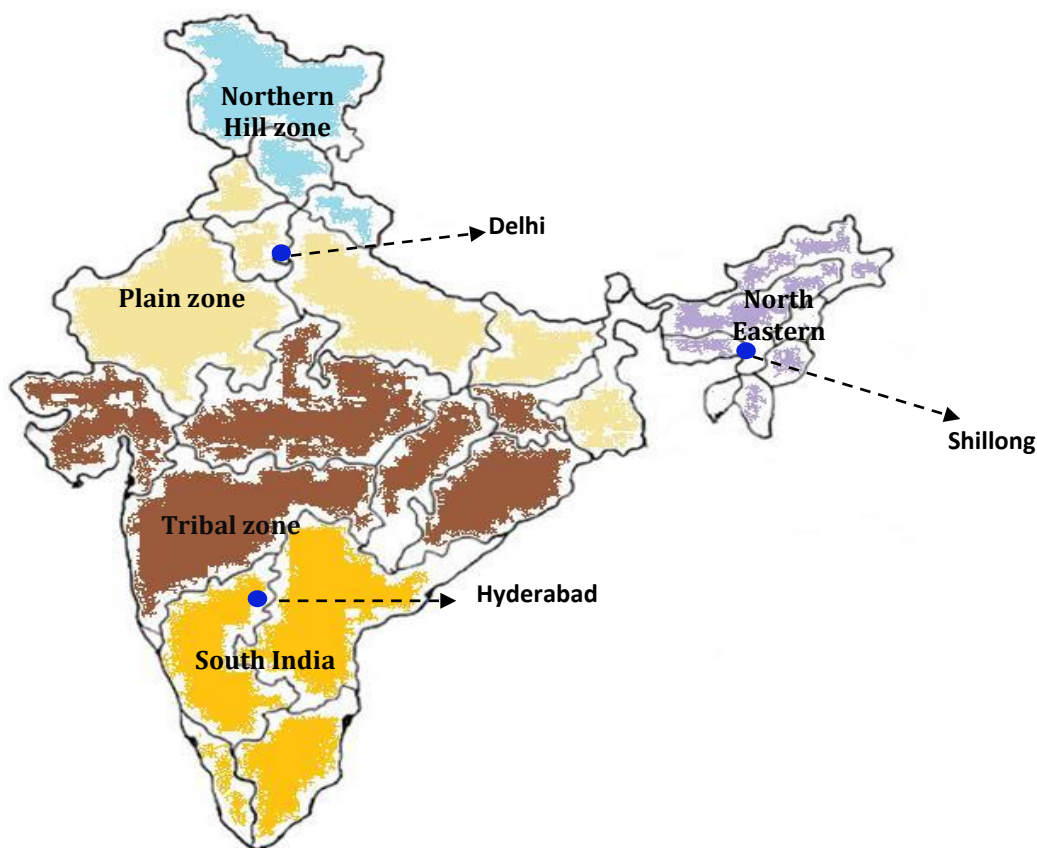 Northern
Hill zone
Delhi
Plain zone
North
Eastern
Shillong
Tribal zone
Hyderabad
South India